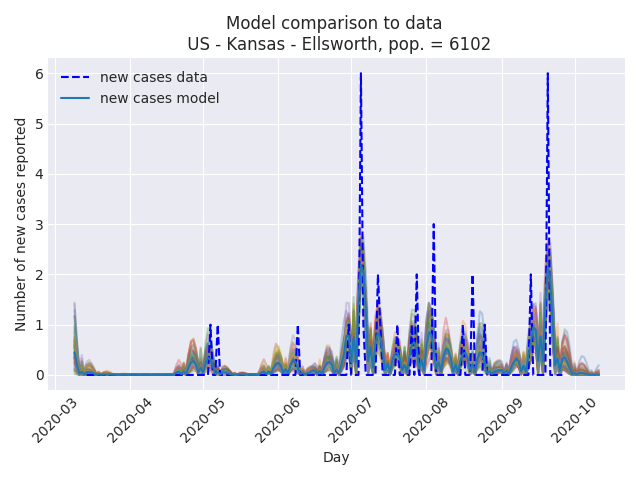 Model comparison to data
US - Kansas - Ellsworth, pop. = 6102
new cases data
new cases model
Number of new cases reported
6
5
4
3
2
1
0
2020-03
2020-04
2020-05
2020-06
2020-07
2020-08
2020-09
2020-10
Day